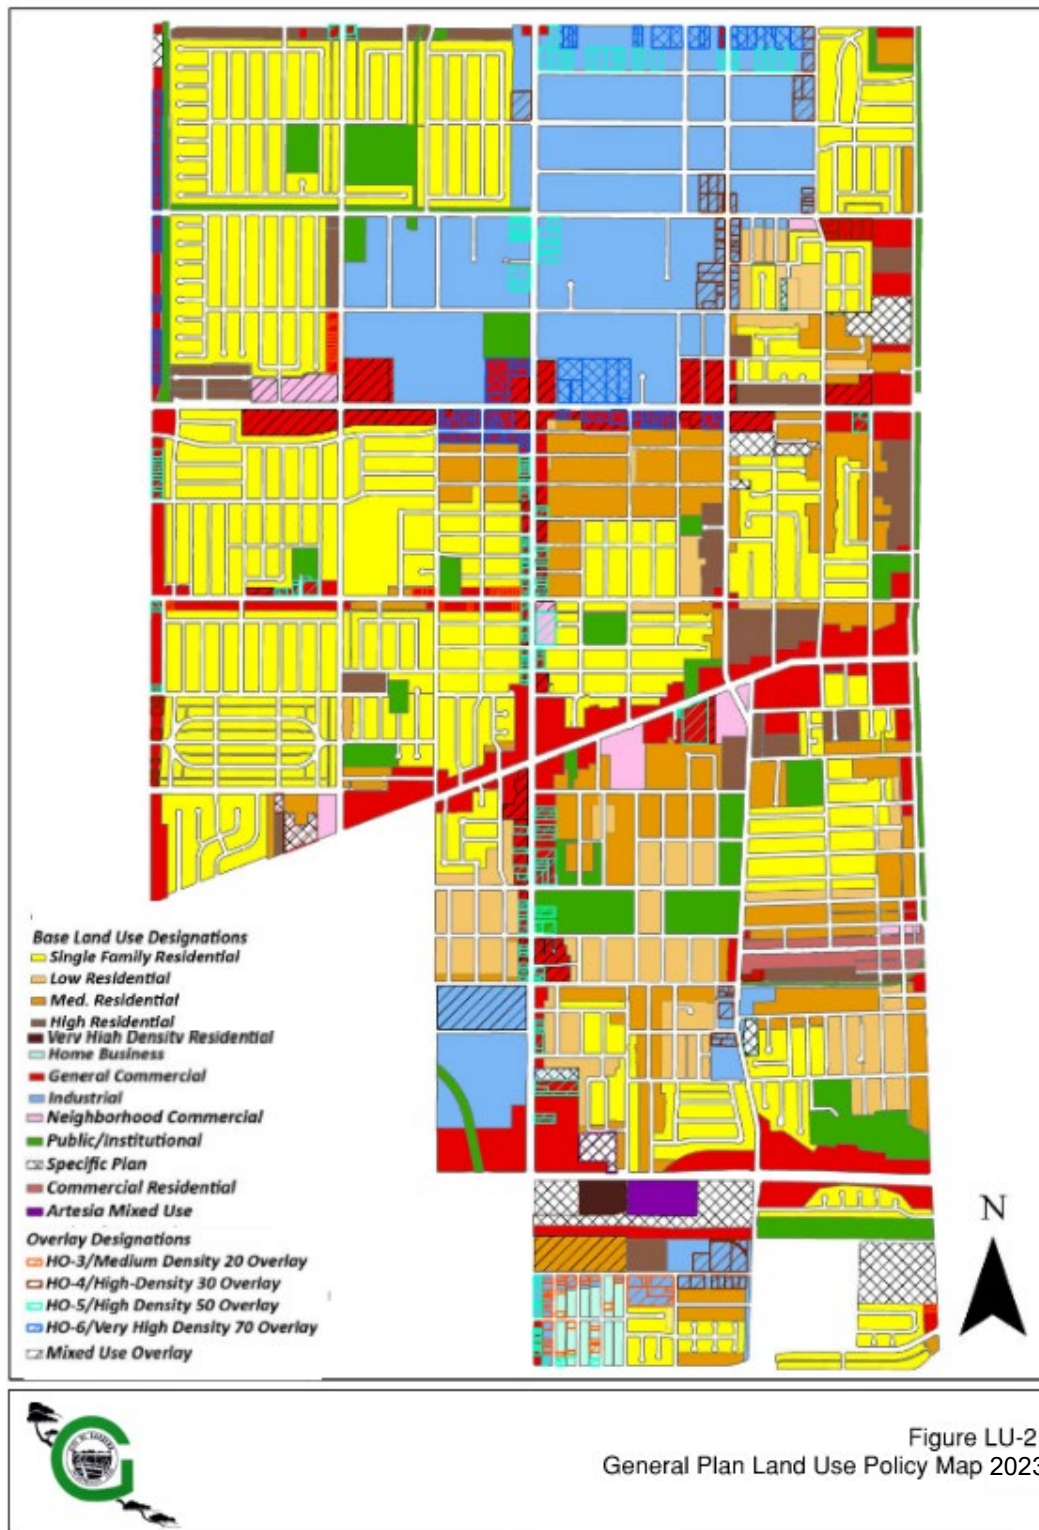 Base Land Use Designations
Single Family Residential
Low Residential
Med. Residential
High Residential
Very High Density Residential
Home Business
General Commercial
Industrial
Neighborhood Commercial
Public/Institutional
Specific Plan
Commercial Residential
Artesia Mixed Use
Overlay Designations
HO-3/Medium Density 20 Overlay
HO-4/High-Density 30 Overlay
HO-5/High Density 50 Overlay
HO-6/Very High Density 70 Overlay
Mixed Use Overlay
N
Figure LU-2
General Plan Land Use Policy Map 2023